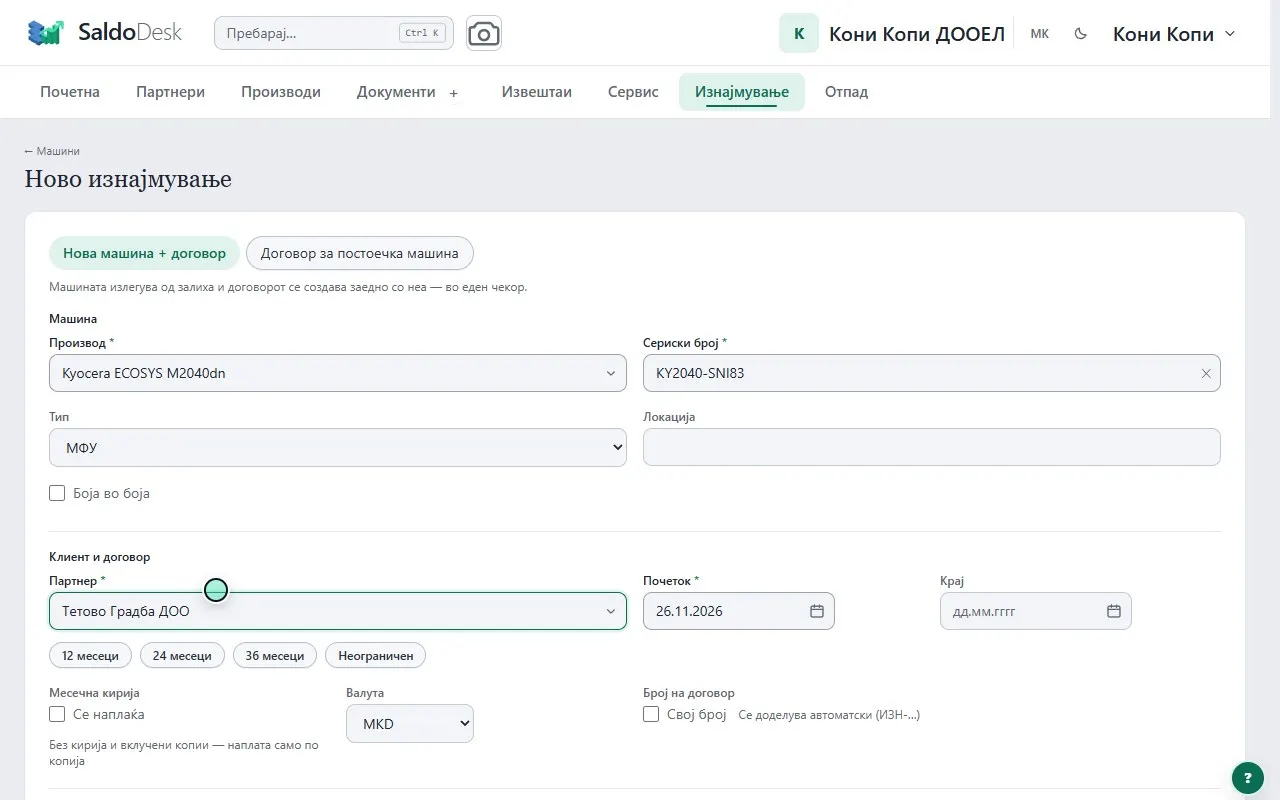 SaldoDesk
Пребарај...
Ctrl K
К
Кони Копи ДООЕЛ
МК
Кони Копи
Почетна
Партнери
Производи
Документи +
Извештаи
Сервис
Изнајмување
Отпад
← Машини
Ново изнајмување
Нова машина + договор
Договор за постоечка машина
Машината излегува од залиха и договорот се создава заедно со неа — во еден чекор.
Машина
Производ *
Сериски број *
Kyocera ECOSYS M2040dn
KY2040-SNI83
Тип
Локација
МФУ
Боја во боја
Клиент и договор
Партнер *
Почеток *
Крај
Тетово Градба ДОО
26.11.2026
дд.мм.гггг
12 месеци
24 месеци
36 месеци
Неограничен
Месечна кирија
Валута
Број на договор
Се наплаќа
MKD
Свој број
Се доделува автоматски (ИЗН-...)
Без кирија и вклучени копии — наплата само по
копија
?